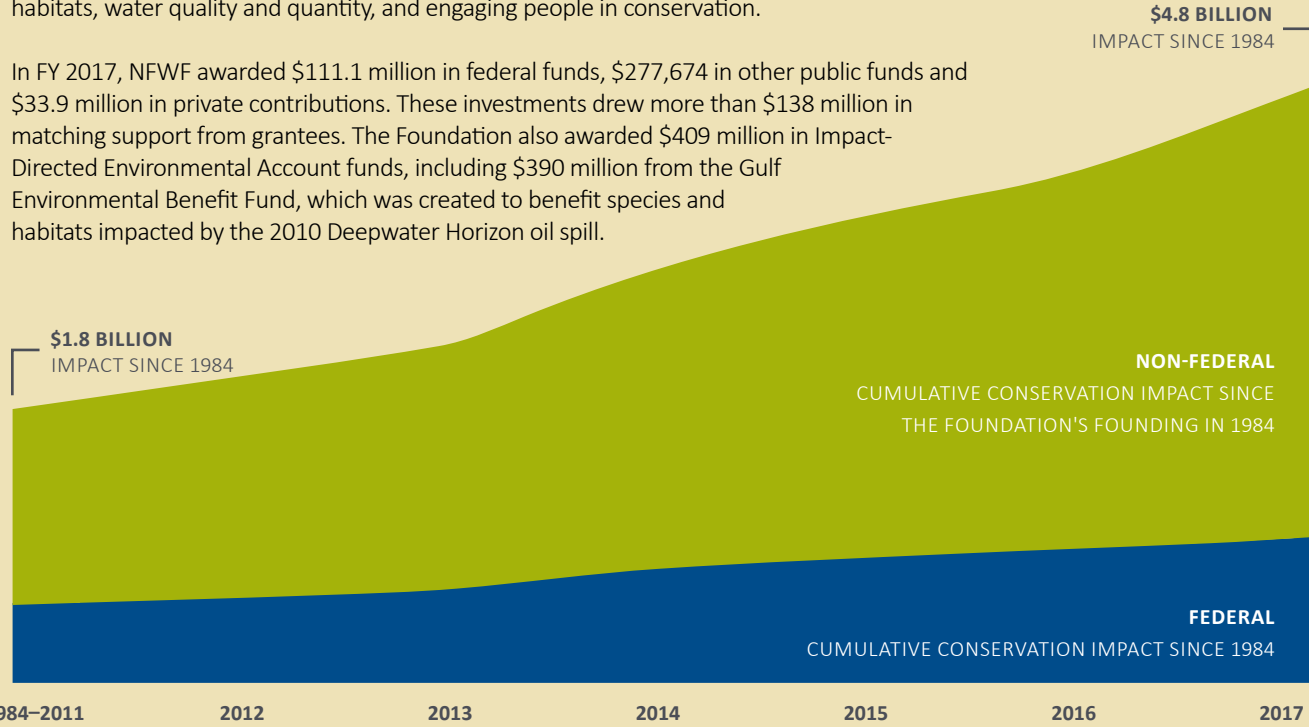 habitats, water quality and quantity, and engaging people in conservation.
$4.8 BILLION
IMPACT SINCE 1984
In FY 2017, NFWF awarded $111.1 million in federal funds, $277,674 in other public funds and
$33.9 million in private contributions. These investments drew more than $138 million in
matching support from grantees. The Foundation also awarded $409 million in Impact-
Directed Environmental Account funds, including $390 million from the Gulf
Environmental Benefit Fund, which was created to benefit species and
habitats impacted by the 2010 Deepwater Horizon oil spill.
$1.8 BILLION
IMPACT SINCE 1984
NON-FEDERAL
CUMULATIVE CONSERVATION IMPACT SINCE
THE FOUNDATION'S FOUNDING IN 1984
FEDERAL
CUMULATIVE CONSERVATION IMPACT SINCE 1984
984–2011 2012 2013 2014 2015 2016 2017